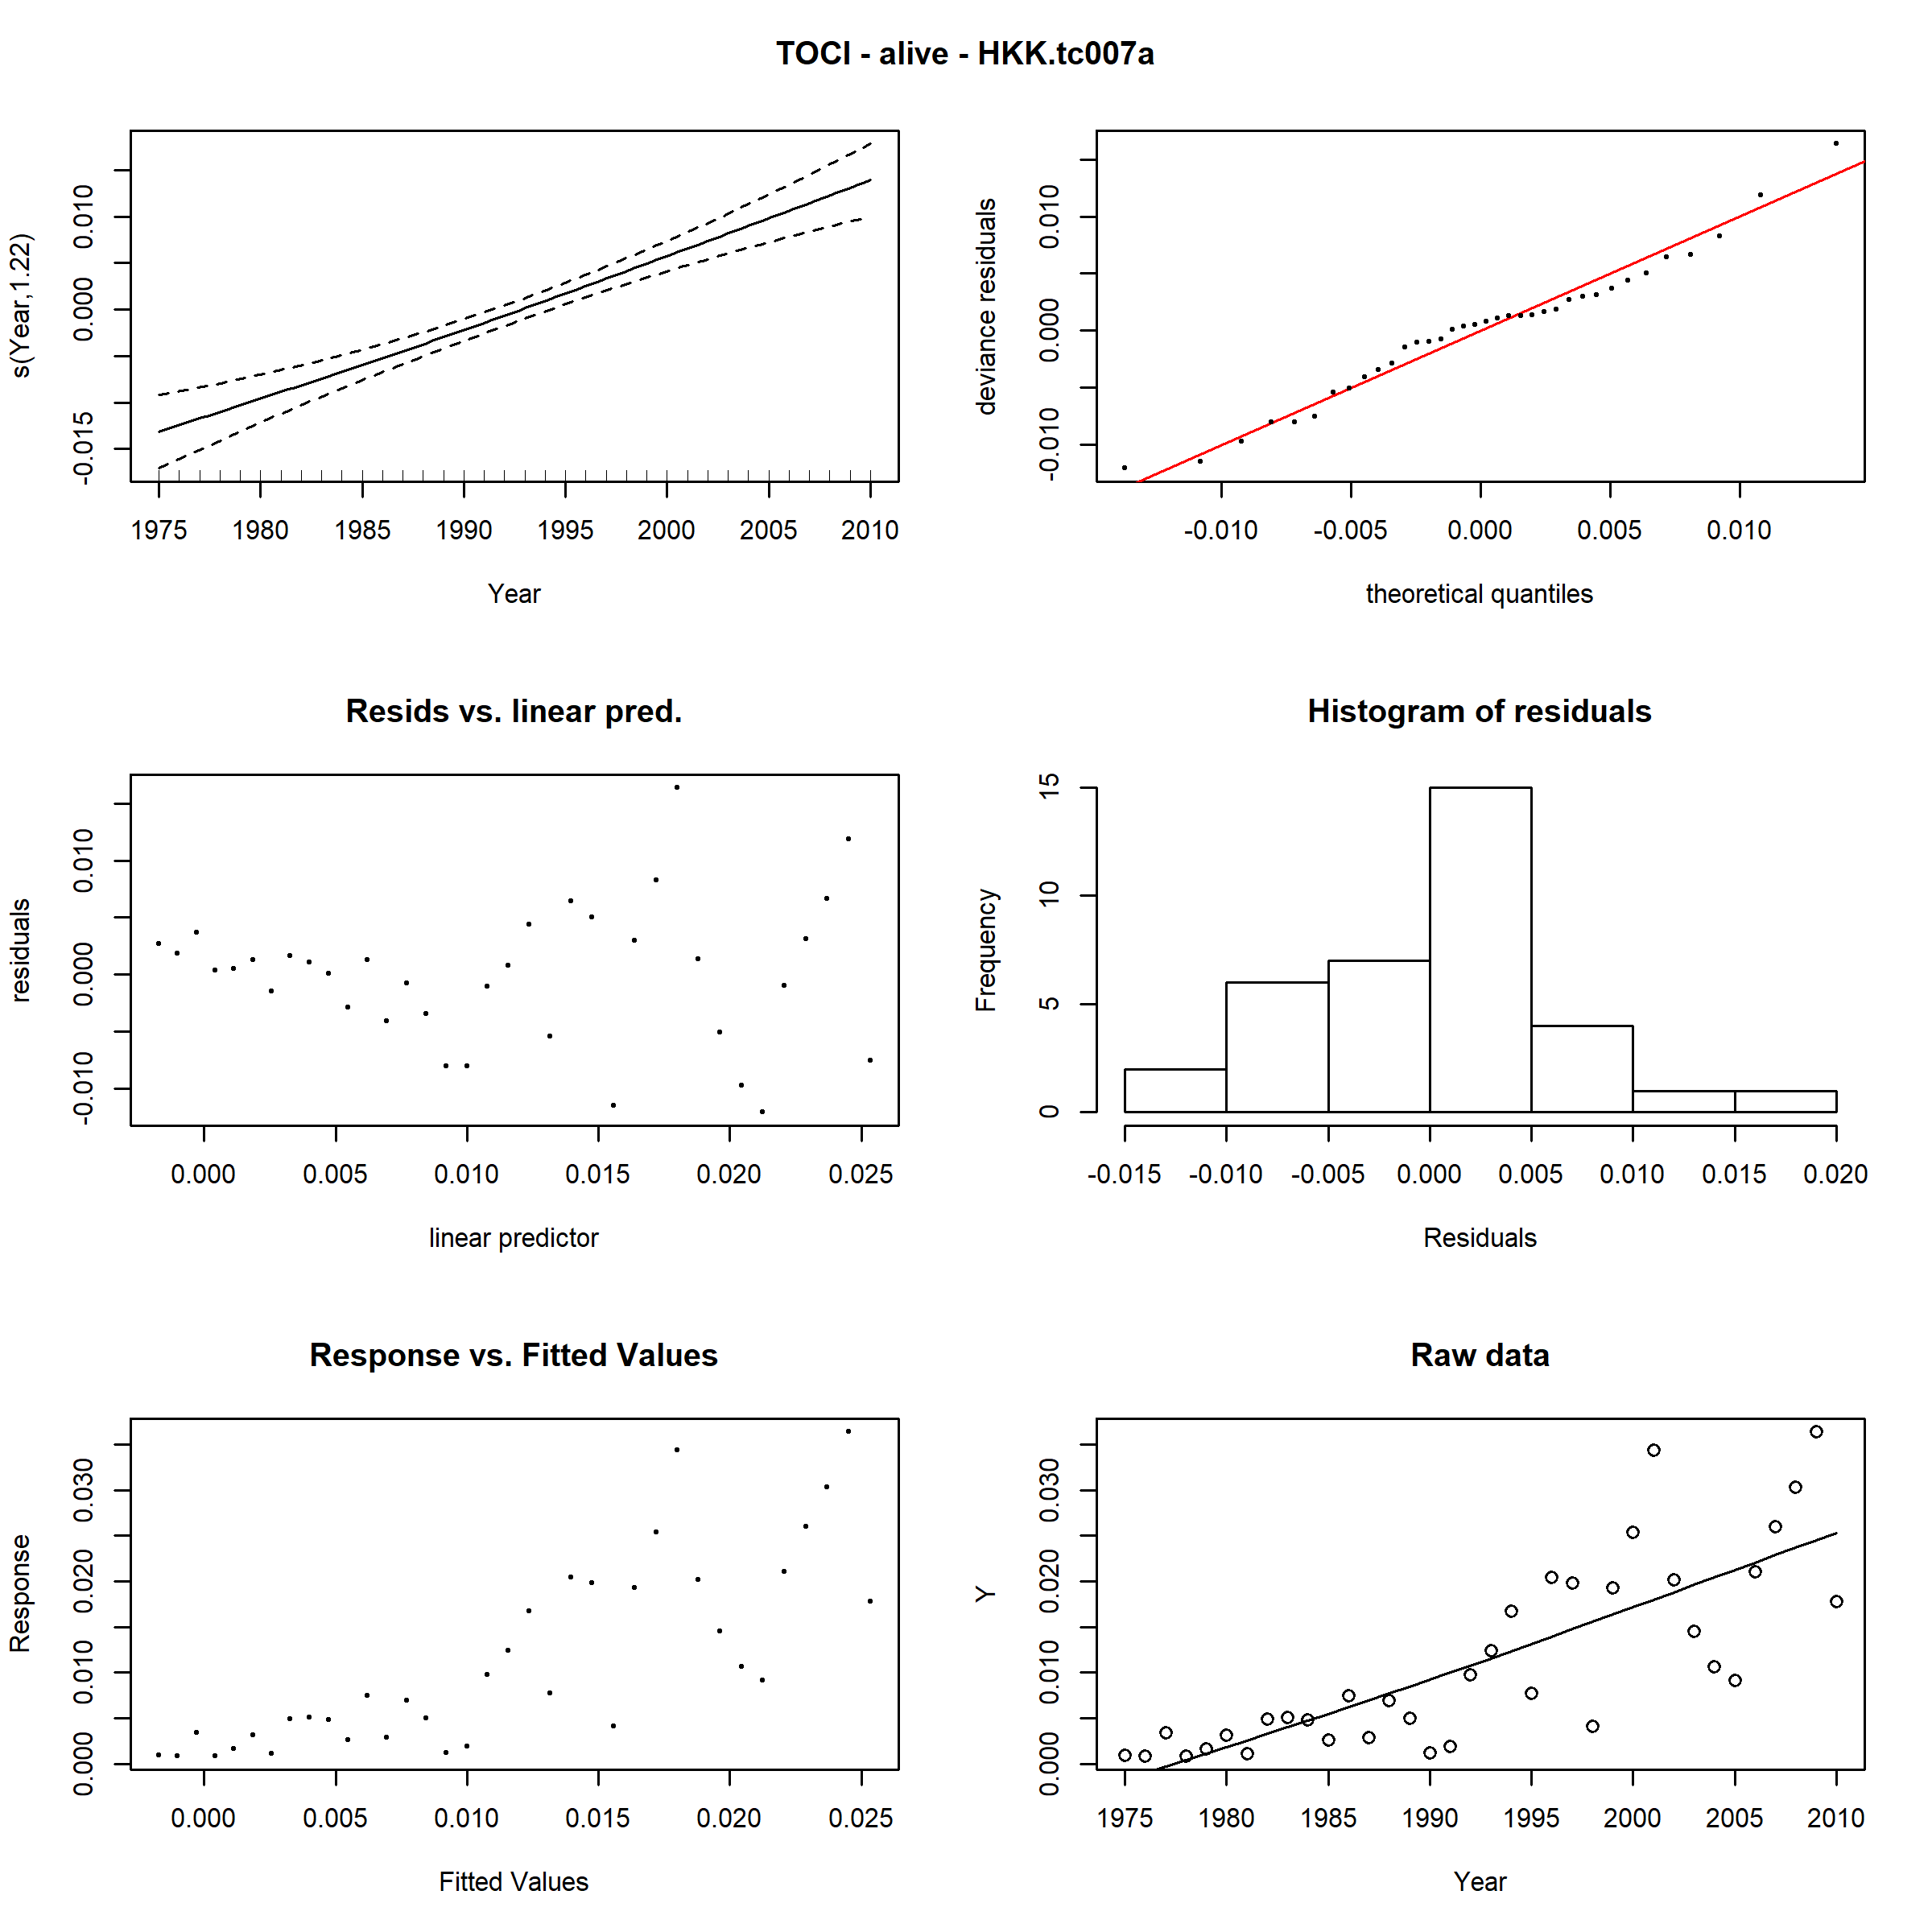 TOCI - alive - HKK.tc007a
s(Year,1.22)
-0.015 0.000 0.010
1975 1980 1985 1990 1995 2000 2005 2010
Year
deviance residuals
-0.010 0.000 0.010
-0.010 -0.005 0.000 0.005 0.010
theoretical quantiles
Resids vs. linear pred.
residuals
-0.010 0.000 0.010
0.000 0.005 0.010 0.015 0.020 0.025
linear predictor
Histogram of residuals
Frequency
0 5 10 15
-0.015 -0.010 -0.005 0.000 0.005 0.010 0.015 0.020
Residuals
Response vs. Fitted Values
Response
0.000 0.010 0.020 0.030
0.000 0.005 0.010 0.015 0.020 0.025
Fitted Values
Raw data
Y
0.000 0.010 0.020 0.030
1975 1980 1985 1990 1995 2000 2005 2010
Year